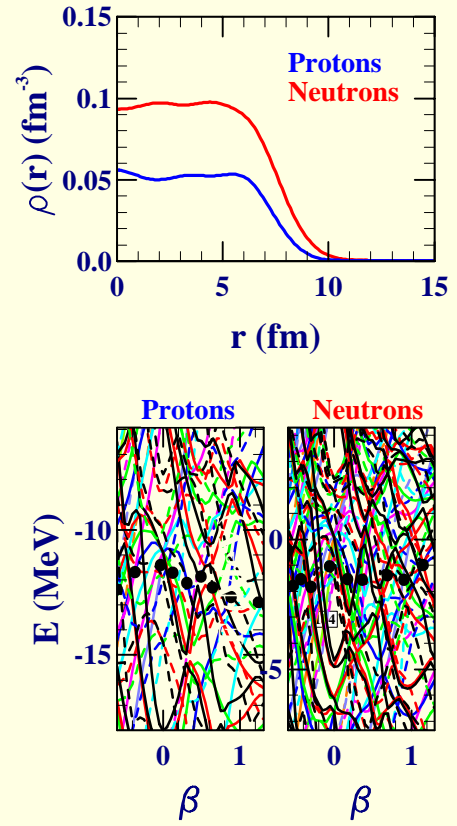 0.15
0.1
0.05
0.0
ρ(r) (fm⁻³)
Protons
Neutrons
0 5 10 15
r (fm)
Protons Neutrons
E (MeV)
-10
-15
0
-5
0 1 0 1
β β